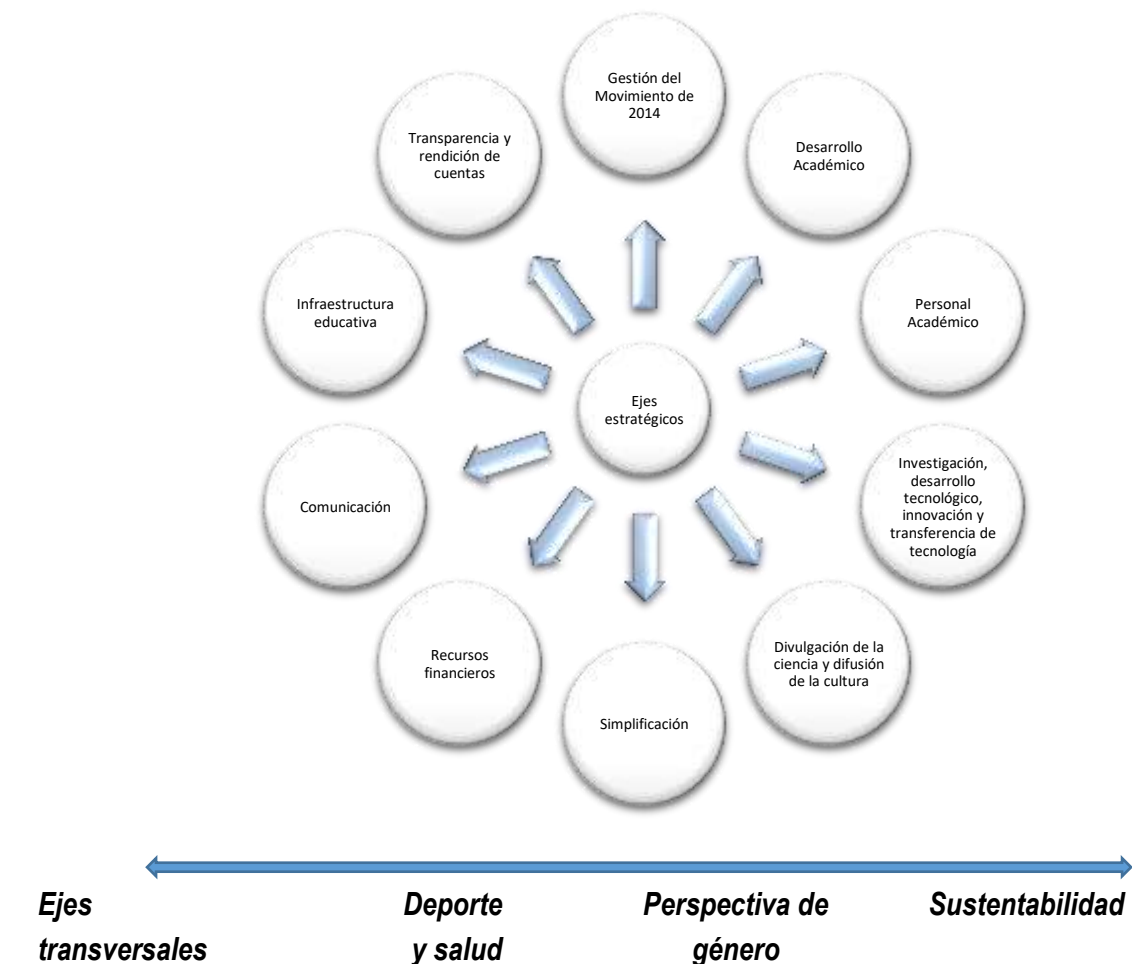 Gestión del
Movimiento de
2014
Desarrollo
Académico
Personal
Académico
Investigación,
desarrollo
tecnológico,
innovación y
transferencia de
tecnología
Divulgación de la
ciencia y difusión
de la cultura
Simplificación
Recursos
financieros
Comunicación
Infraestructura
educativa
Transparencia y
rendición de
cuentas
Ejes
estratégicos
Ejes
transversales
Deporte
y salud
Perspectiva de
género
Sustentabilidad